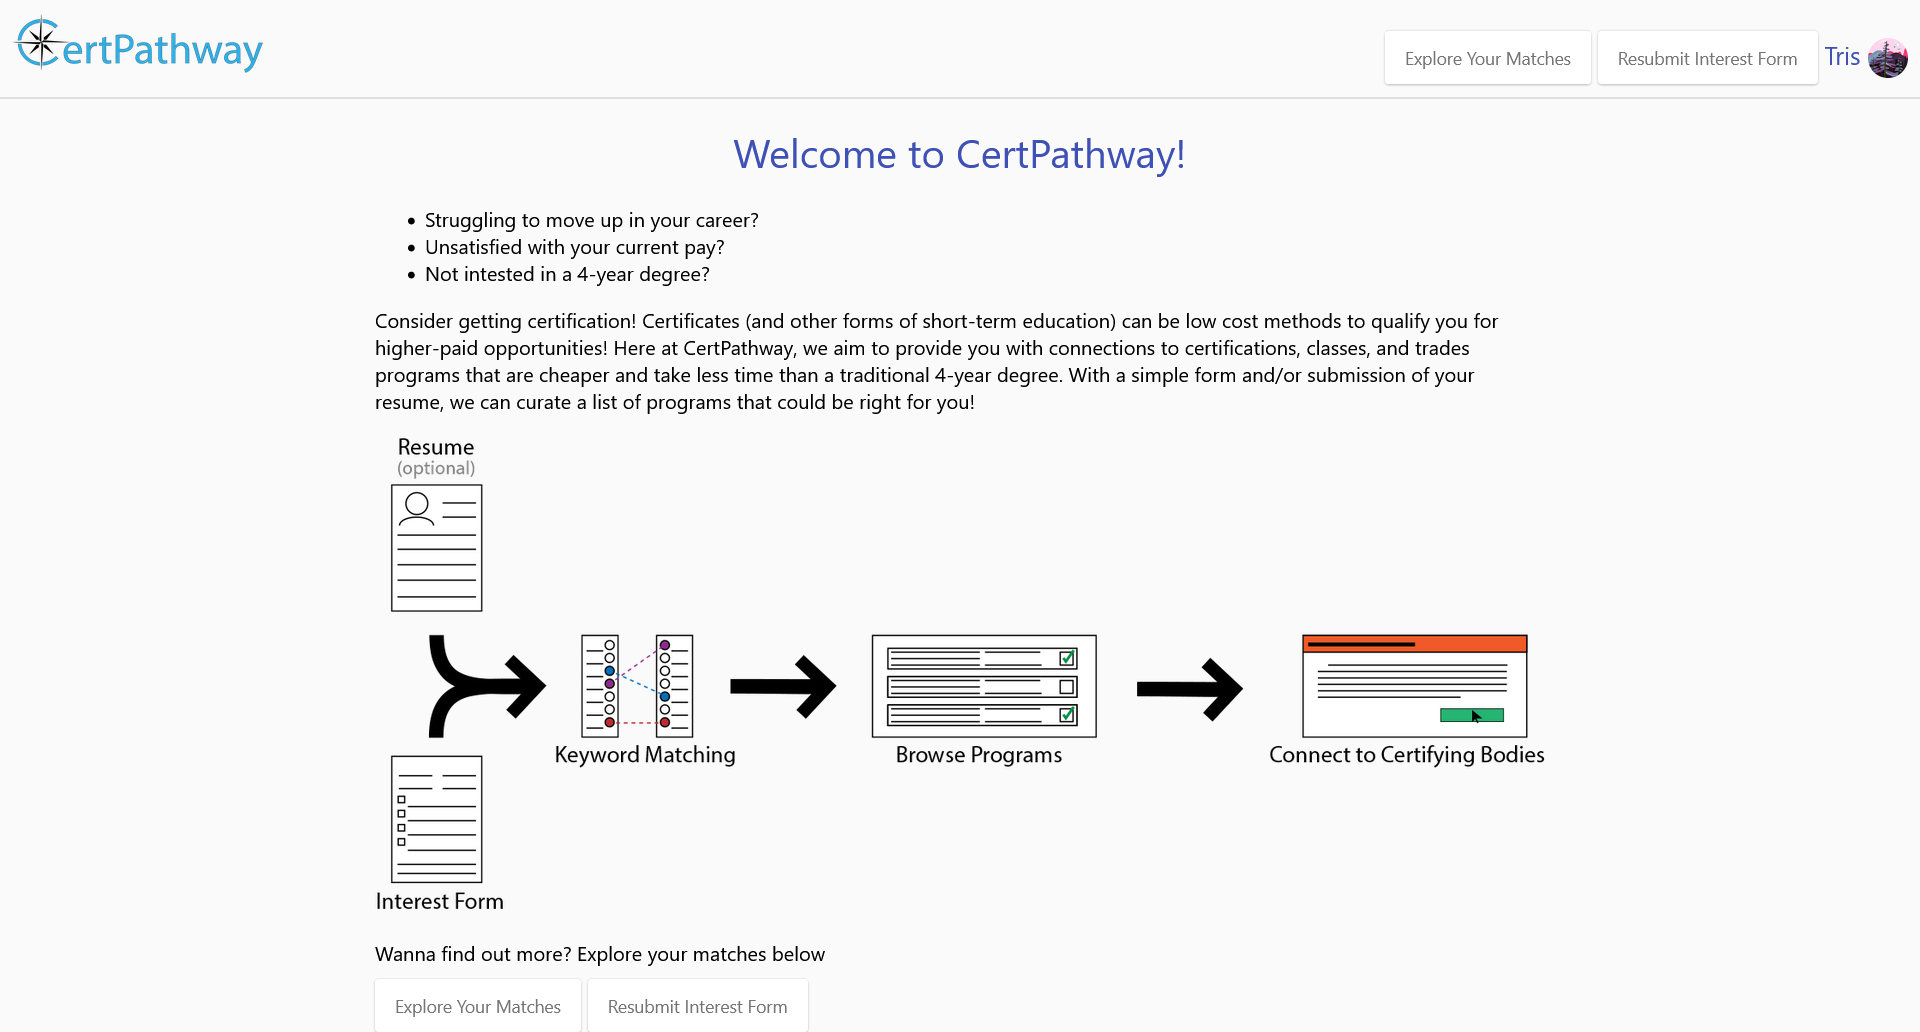 CertPathway
Explore Your Matches
Resubmit Interest Form
Tris
Welcome to CertPathway!
• Struggling to move up in your career?
• Unsatisfied with your current pay?
• Not intested in a 4-year degree?
Consider getting certification! Certificates (and other forms of short-term education) can be low cost methods to qualify you for
higher-paid opportunities! Here at CertPathway, we aim to provide you with connections to certifications, classes, and trades
programs that are cheaper and take less time than a traditional 4-year degree. With a simple form and/or submission of your
resume, we can curate a list of programs that could be right for you!
Resume
(optional)
Keyword Matching
Browse Programs
Connect to Certifying Bodies
Interest Form
Wanna find out more? Explore your matches below
Explore Your Matches
Resubmit Interest Form